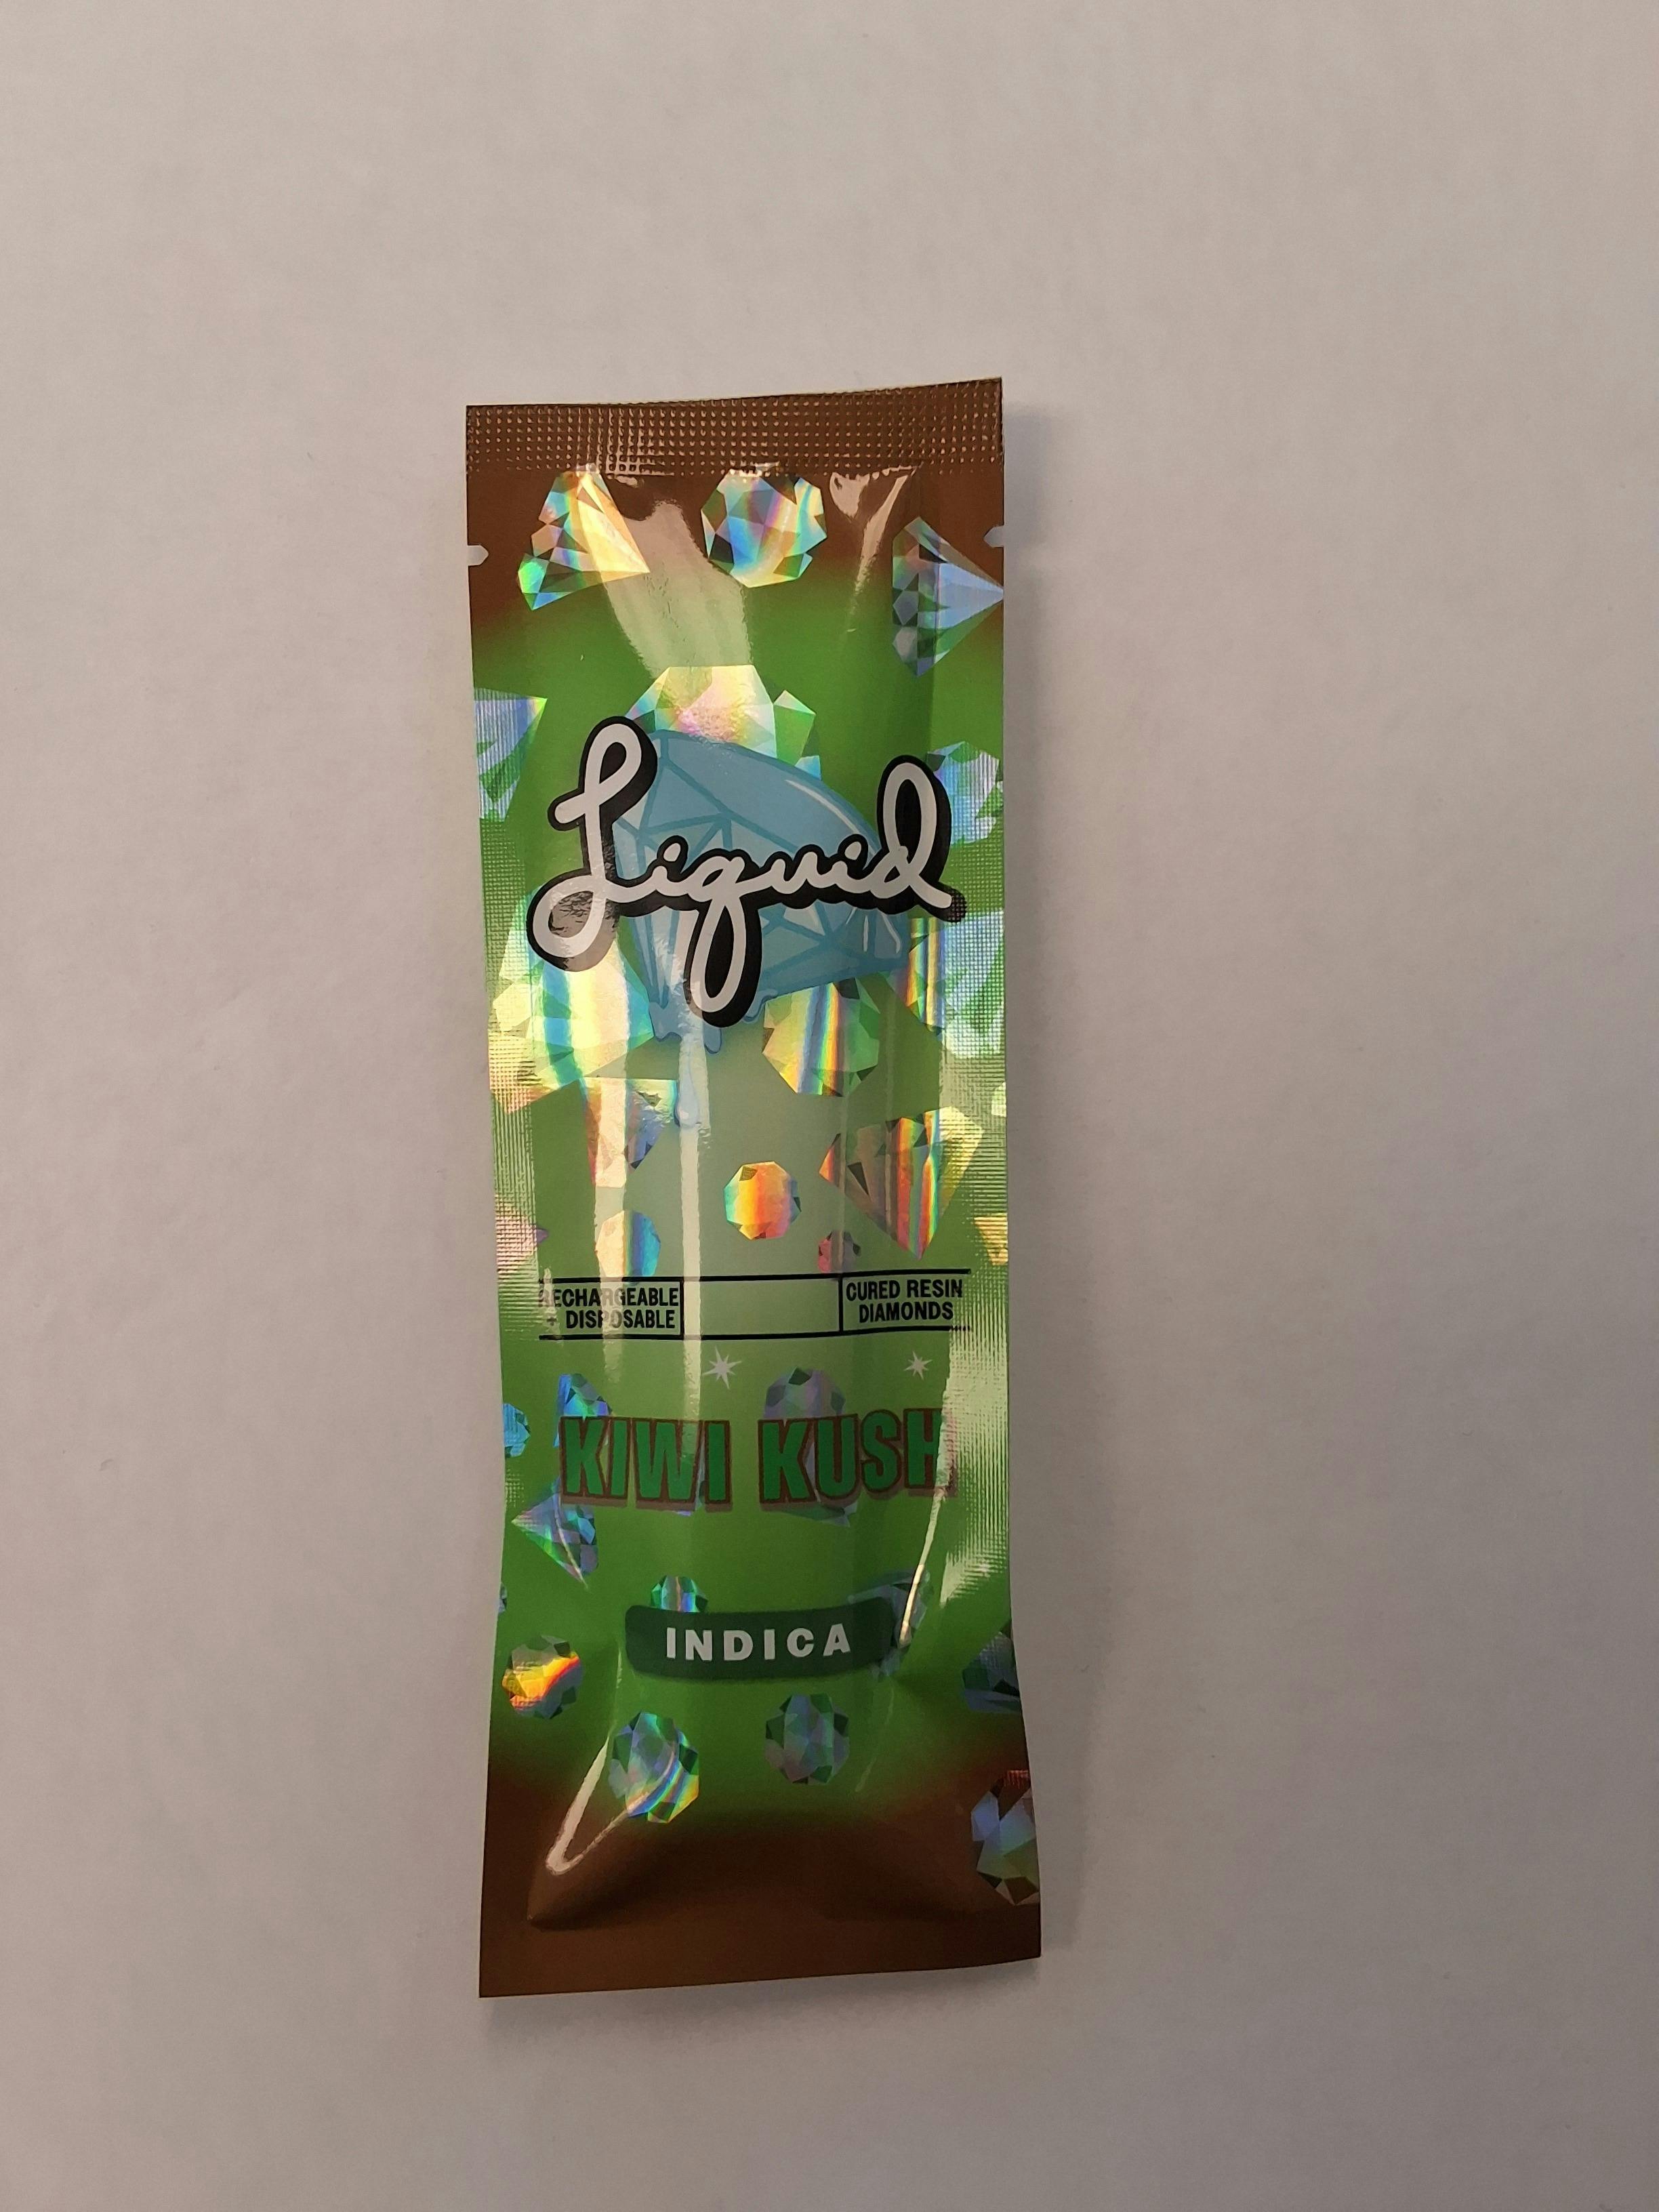 Liquid
RECHARGEABLE
+ DISPOSABLE
CURED RESIN
DIAMONDS
KIWI KUSH
INDICA